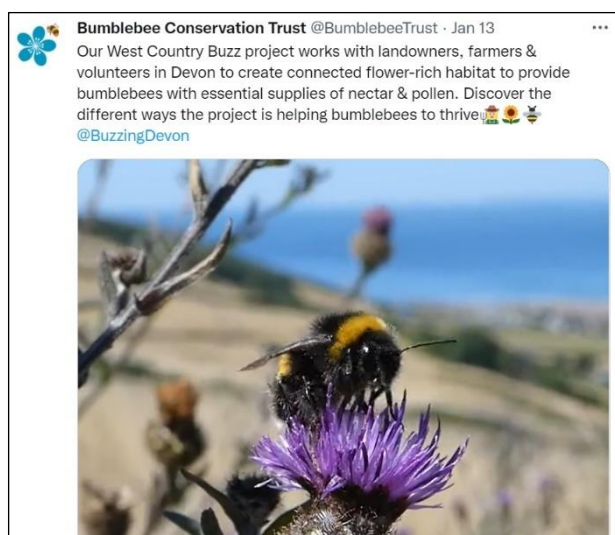 Bumblebee Conservation Trust @BumblebeeTrust · Jan 13
Our West Country Buzz project works with landowners, farmers &
volunteers in Devon to create connected flower-rich habitat to provide
bumblebees with essential supplies of nectar & pollen. Discover the
different ways the project is helping bumblebees to thrive🧑‍🌾🌻🐝
@BuzzingDevon